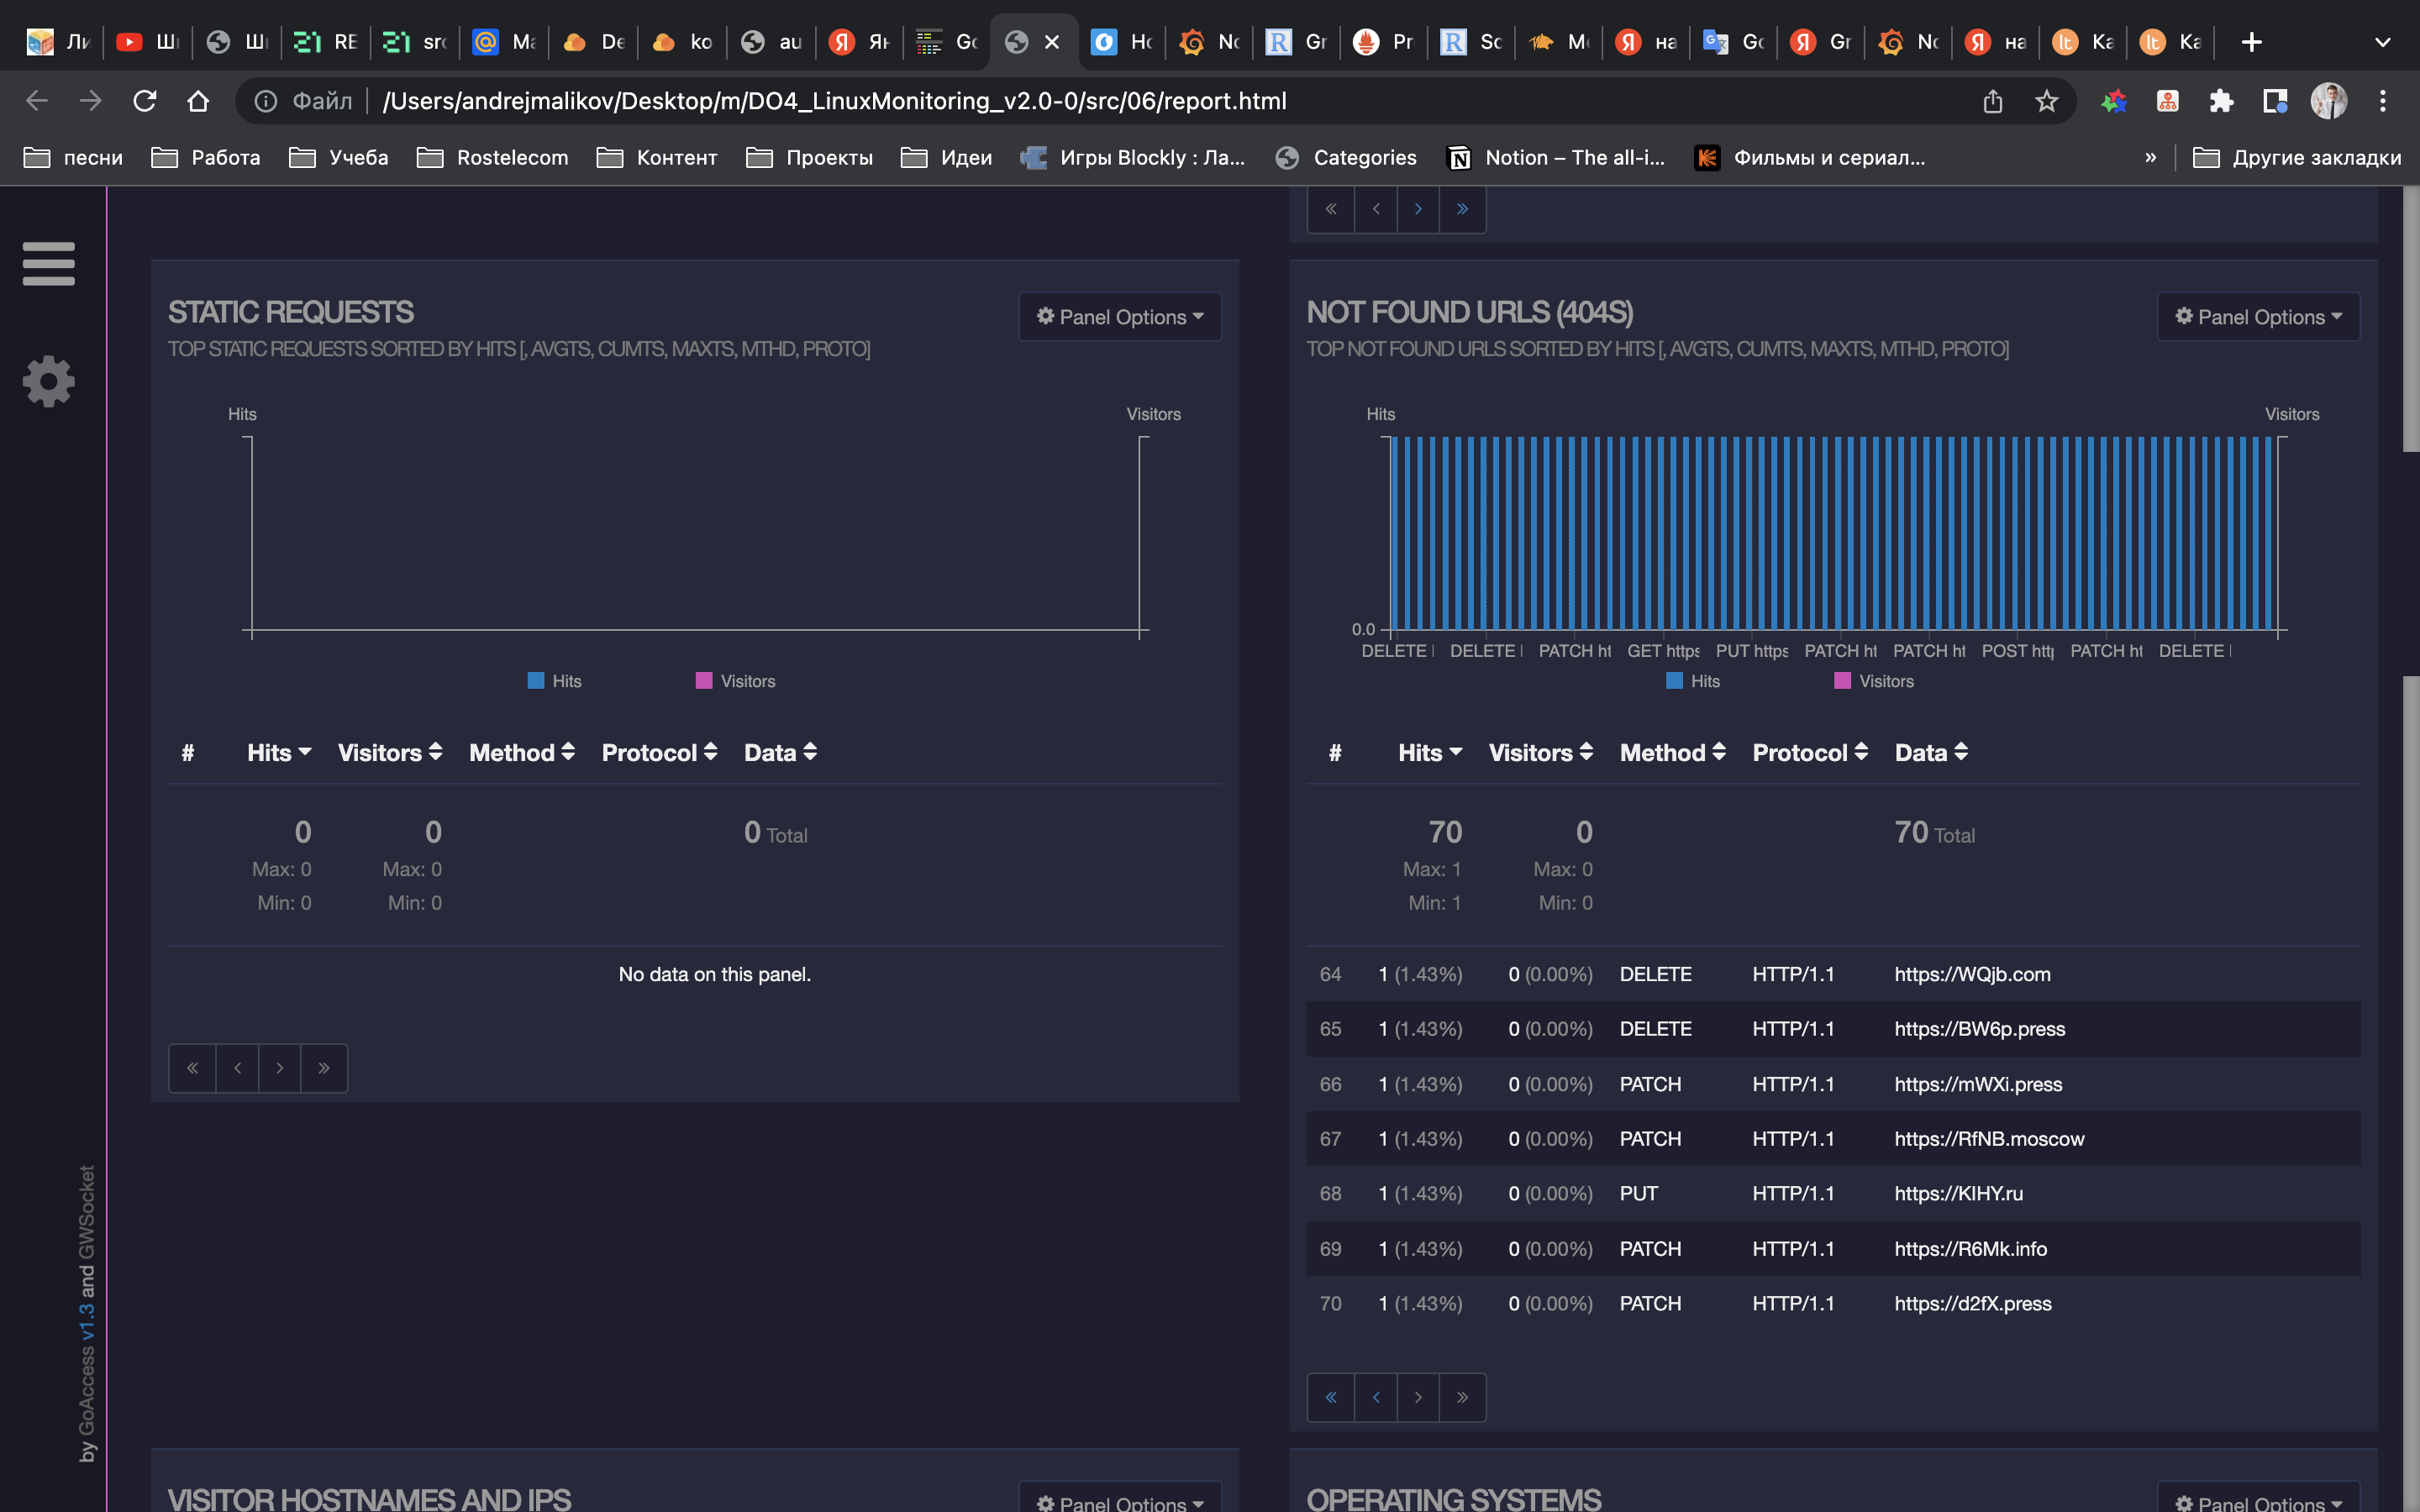 Ли Ш Ш RE src Ма De ko au Ян Go Ho No Gr Pr Sc Mo на Go Gr No на Ка Ка
Файл /Users/andrejmalikov/Desktop/m/DO4_LinuxMonitoring_v2.0-0/src/06/report.html
песни Работа Учеба Rostelecom Контент Проекты Идеи Игры Blockly : Ла... Categories Notion – The all-i... Фильмы и сериал... » Другие закладки
« ‹ › »
STATIC REQUESTS
Panel Options
TOP STATIC REQUESTS SORTED BY HITS [, AVGTS, CUMTS, MAXTS, MTHD, PROTO]
Hits Visitors
Hits Visitors
# Hits Visitors Method Protocol Data
0 0 0 Total
Max: 0 Max: 0
Min: 0 Min: 0
No data on this panel.
« ‹ › »
NOT FOUND URLS (404S)
Panel Options
TOP NOT FOUND URLS SORTED BY HITS [, AVGTS, CUMTS, MAXTS, MTHD, PROTO]
Hits Visitors
0.0
DELETE DELETE PATCH ht GET https PUT https PATCH ht PATCH ht POST http PATCH ht DELETE
Hits Visitors
# Hits Visitors Method Protocol Data
70 0 70 Total
Max: 1 Max: 0
Min: 1 Min: 0
64 1 (1.43%) 0 (0.00%) DELETE HTTP/1.1 https://WQjb.com
65 1 (1.43%) 0 (0.00%) DELETE HTTP/1.1 https://BW6p.press
66 1 (1.43%) 0 (0.00%) PATCH HTTP/1.1 https://mWXi.press
67 1 (1.43%) 0 (0.00%) PATCH HTTP/1.1 https://RfNB.moscow
68 1 (1.43%) 0 (0.00%) PUT HTTP/1.1 https://KIHY.ru
69 1 (1.43%) 0 (0.00%) PATCH HTTP/1.1 https://R6Mk.info
70 1 (1.43%) 0 (0.00%) PATCH HTTP/1.1 https://d2fX.press
« ‹ › »
by GoAccess v1.3 and GWSocket
VISITOR HOSTNAMES AND IPS
Panel Options
OPERATING SYSTEMS
Panel Options